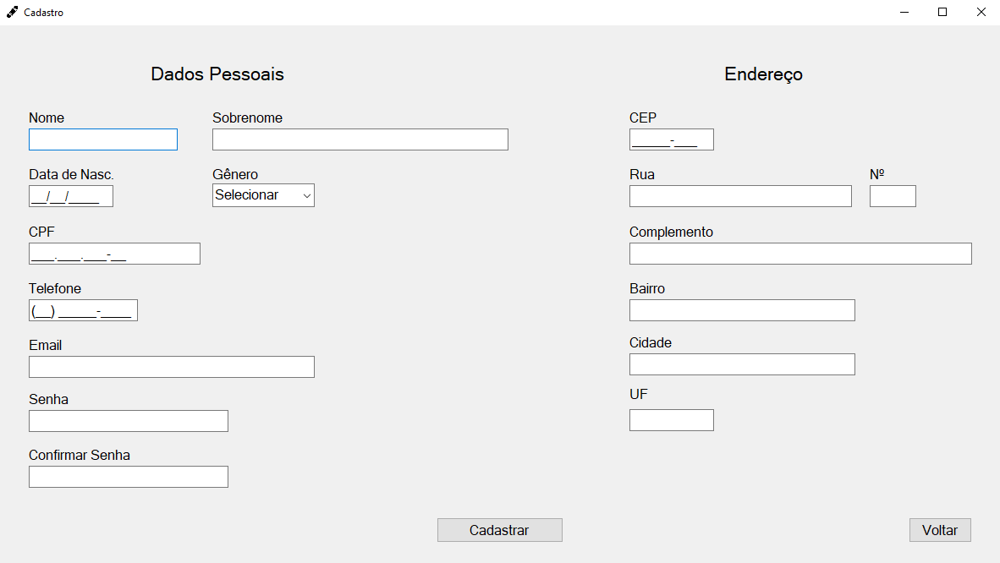 Cadastro
Dados Pessoais
Endereço
Nome
Sobrenome
CEP
_____-___
Data de Nasc.
Gênero
Rua
Nº
__/__/____
Selecionar
CPF
Complemento
___.___.___-__
Telefone
Bairro
(__) _____-____
Email
Cidade
Senha
UF
Confirmar Senha
Cadastrar
Voltar